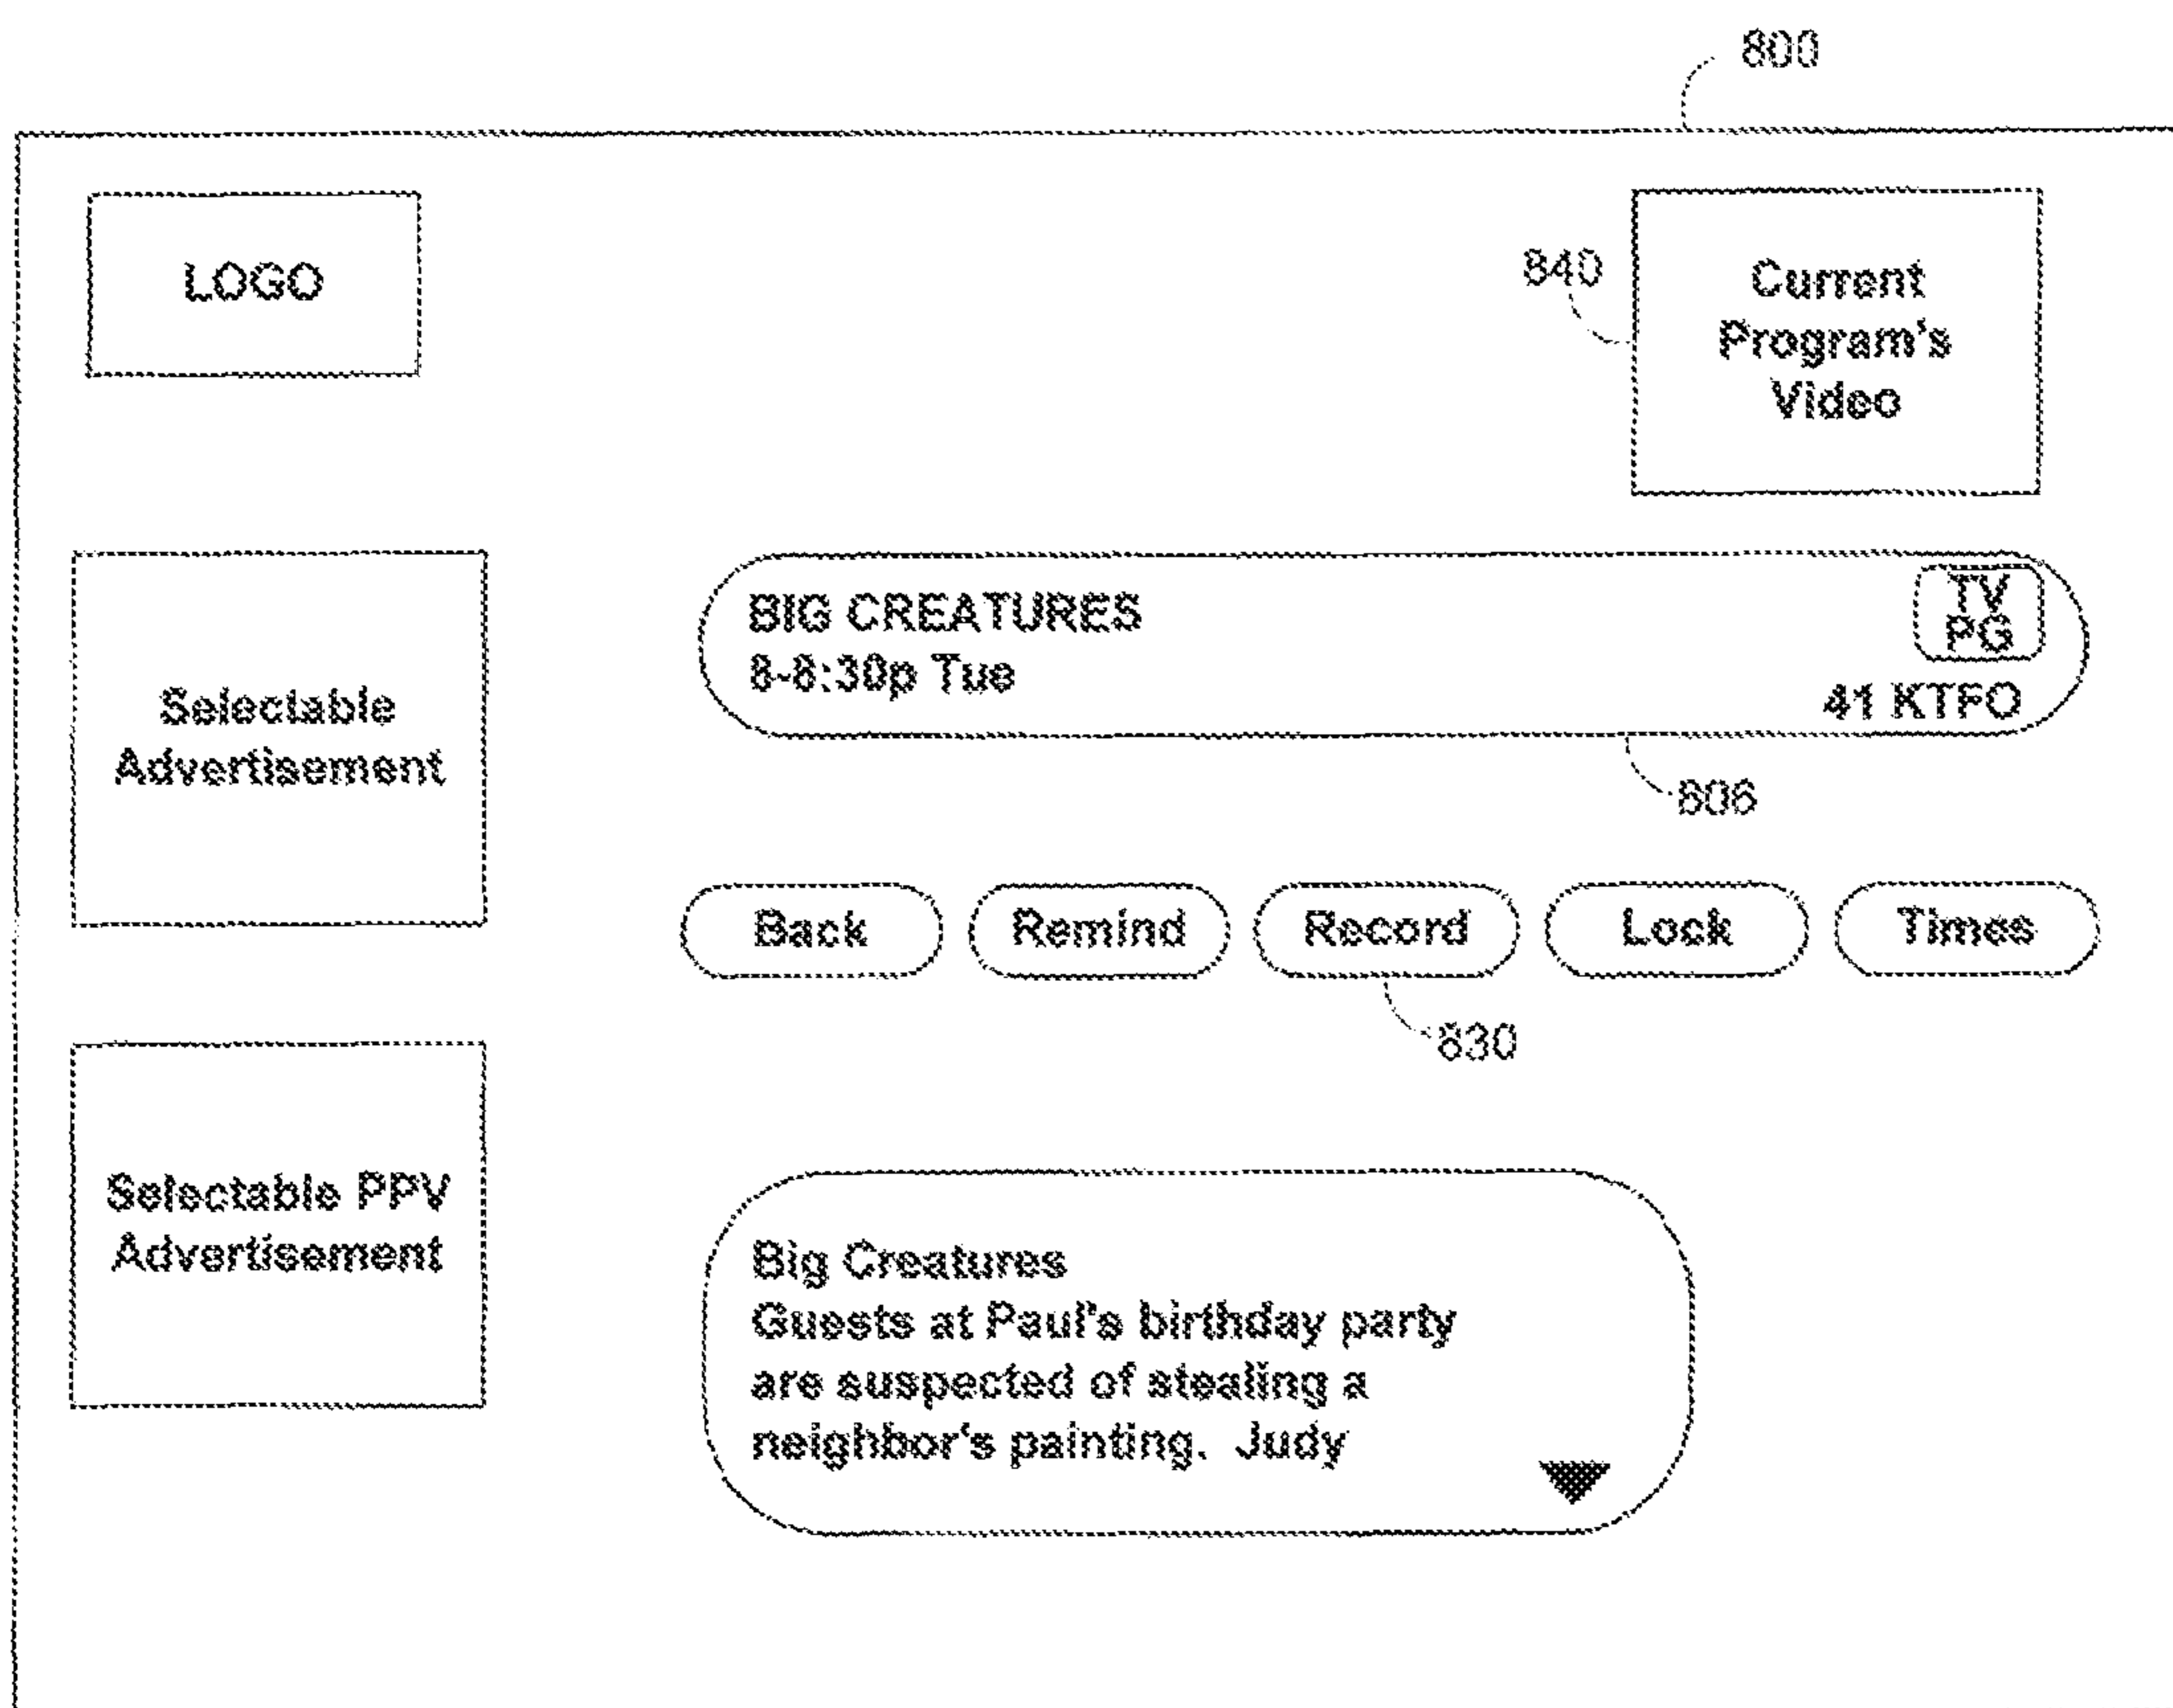 800
LOGO
840
Current
Program's
Video
BIG CREATURES
8-8:30p Tue
TV
PG
41 KTFO
806
Selectable
Advertisement
Back
Remind
Record
Lock
Times
830
Selectable PPV
Advertisement
Big Creatures
Guests at Paul's birthday party
are suspected of stealing a
neighbor's painting. Judy